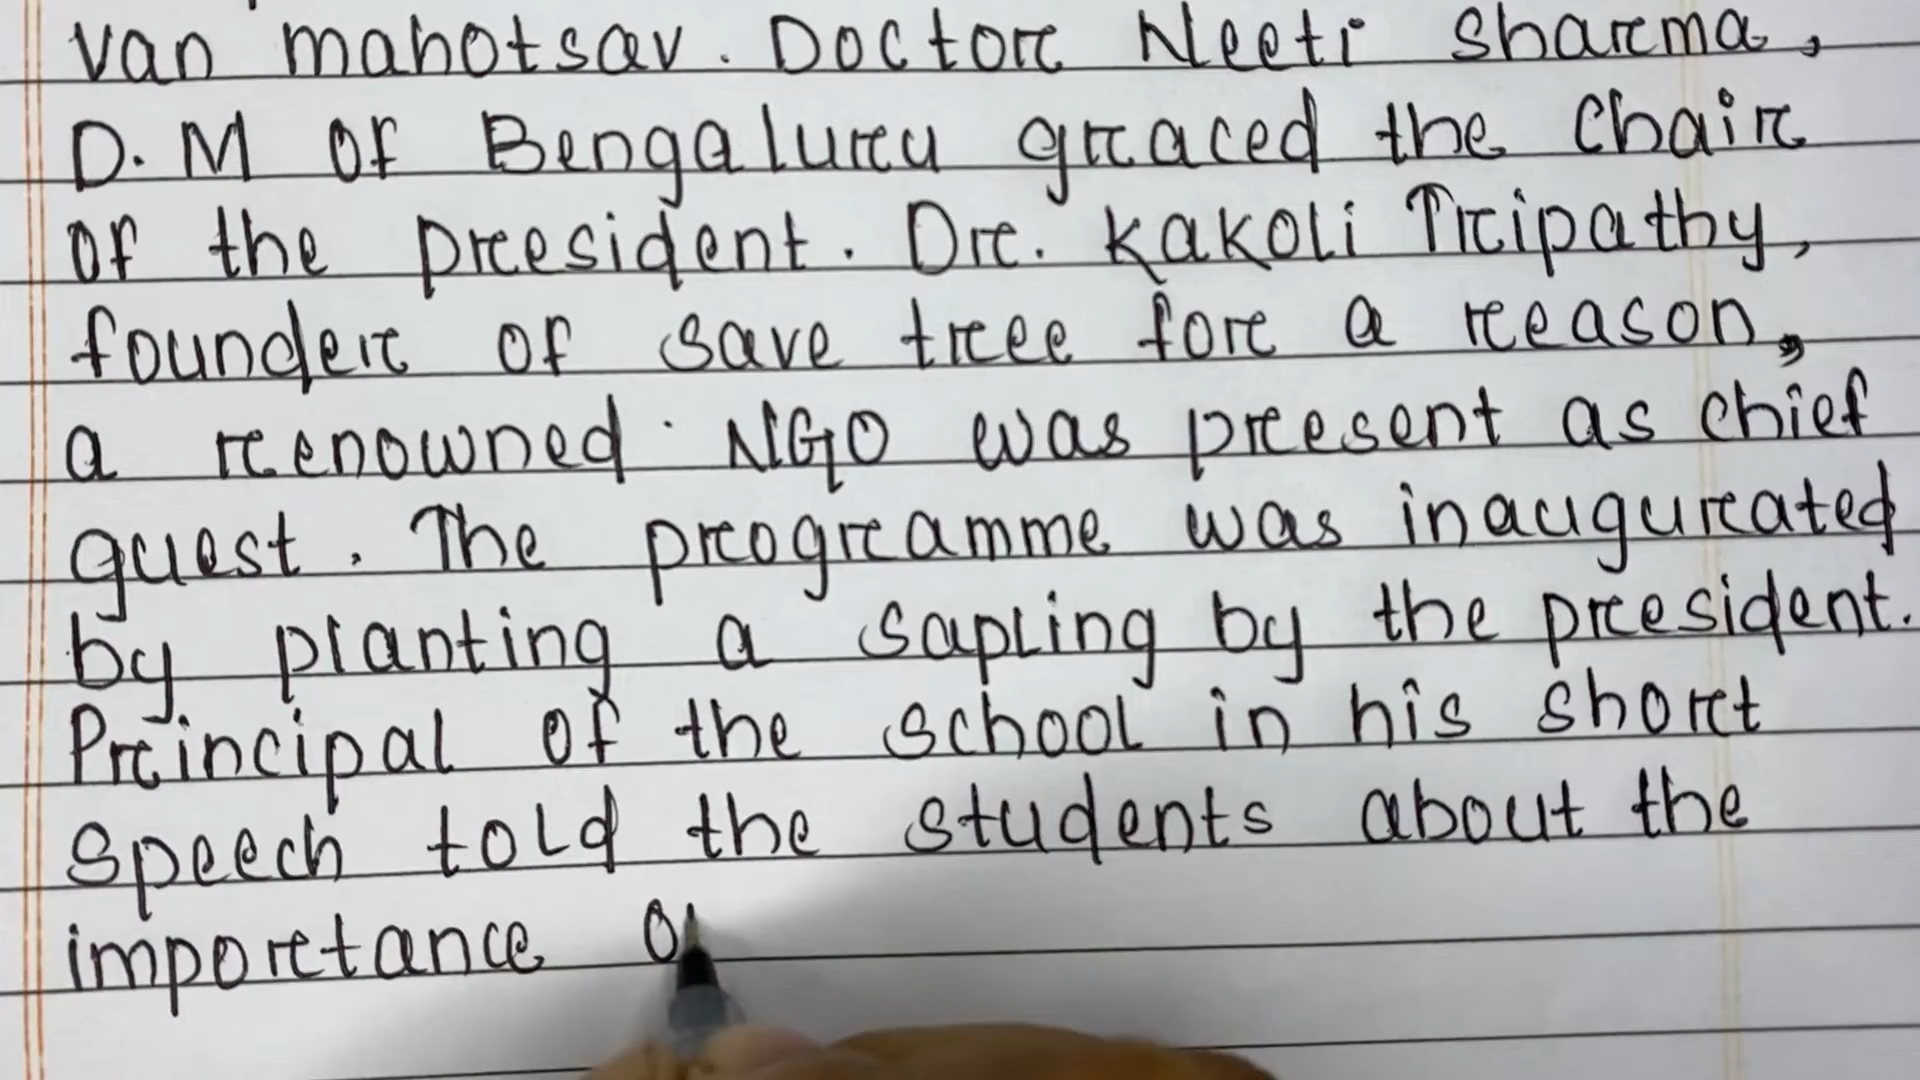 van mahotsav. Doctor Neeti sharma,
D.M of Bengaluru graced the chair
of the president. Dr. Kakoli Tripathy,
founder of save tree for a reason,
a renowned NGO was present as chief
guest. The programme was inaugurated
by planting a sapling by the president.
Principal of the school in his short
speech told the students about the
importance o